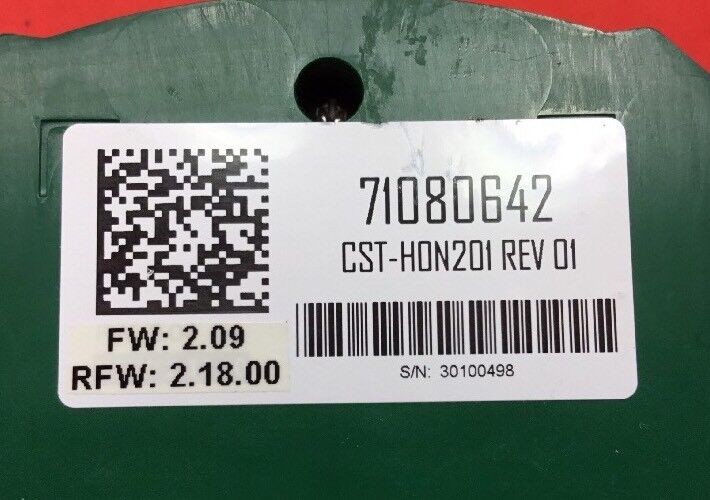 71080642
CST-HON201 REV 01
FW: 2.09
RFW: 2.18.00
S/N: 30100498